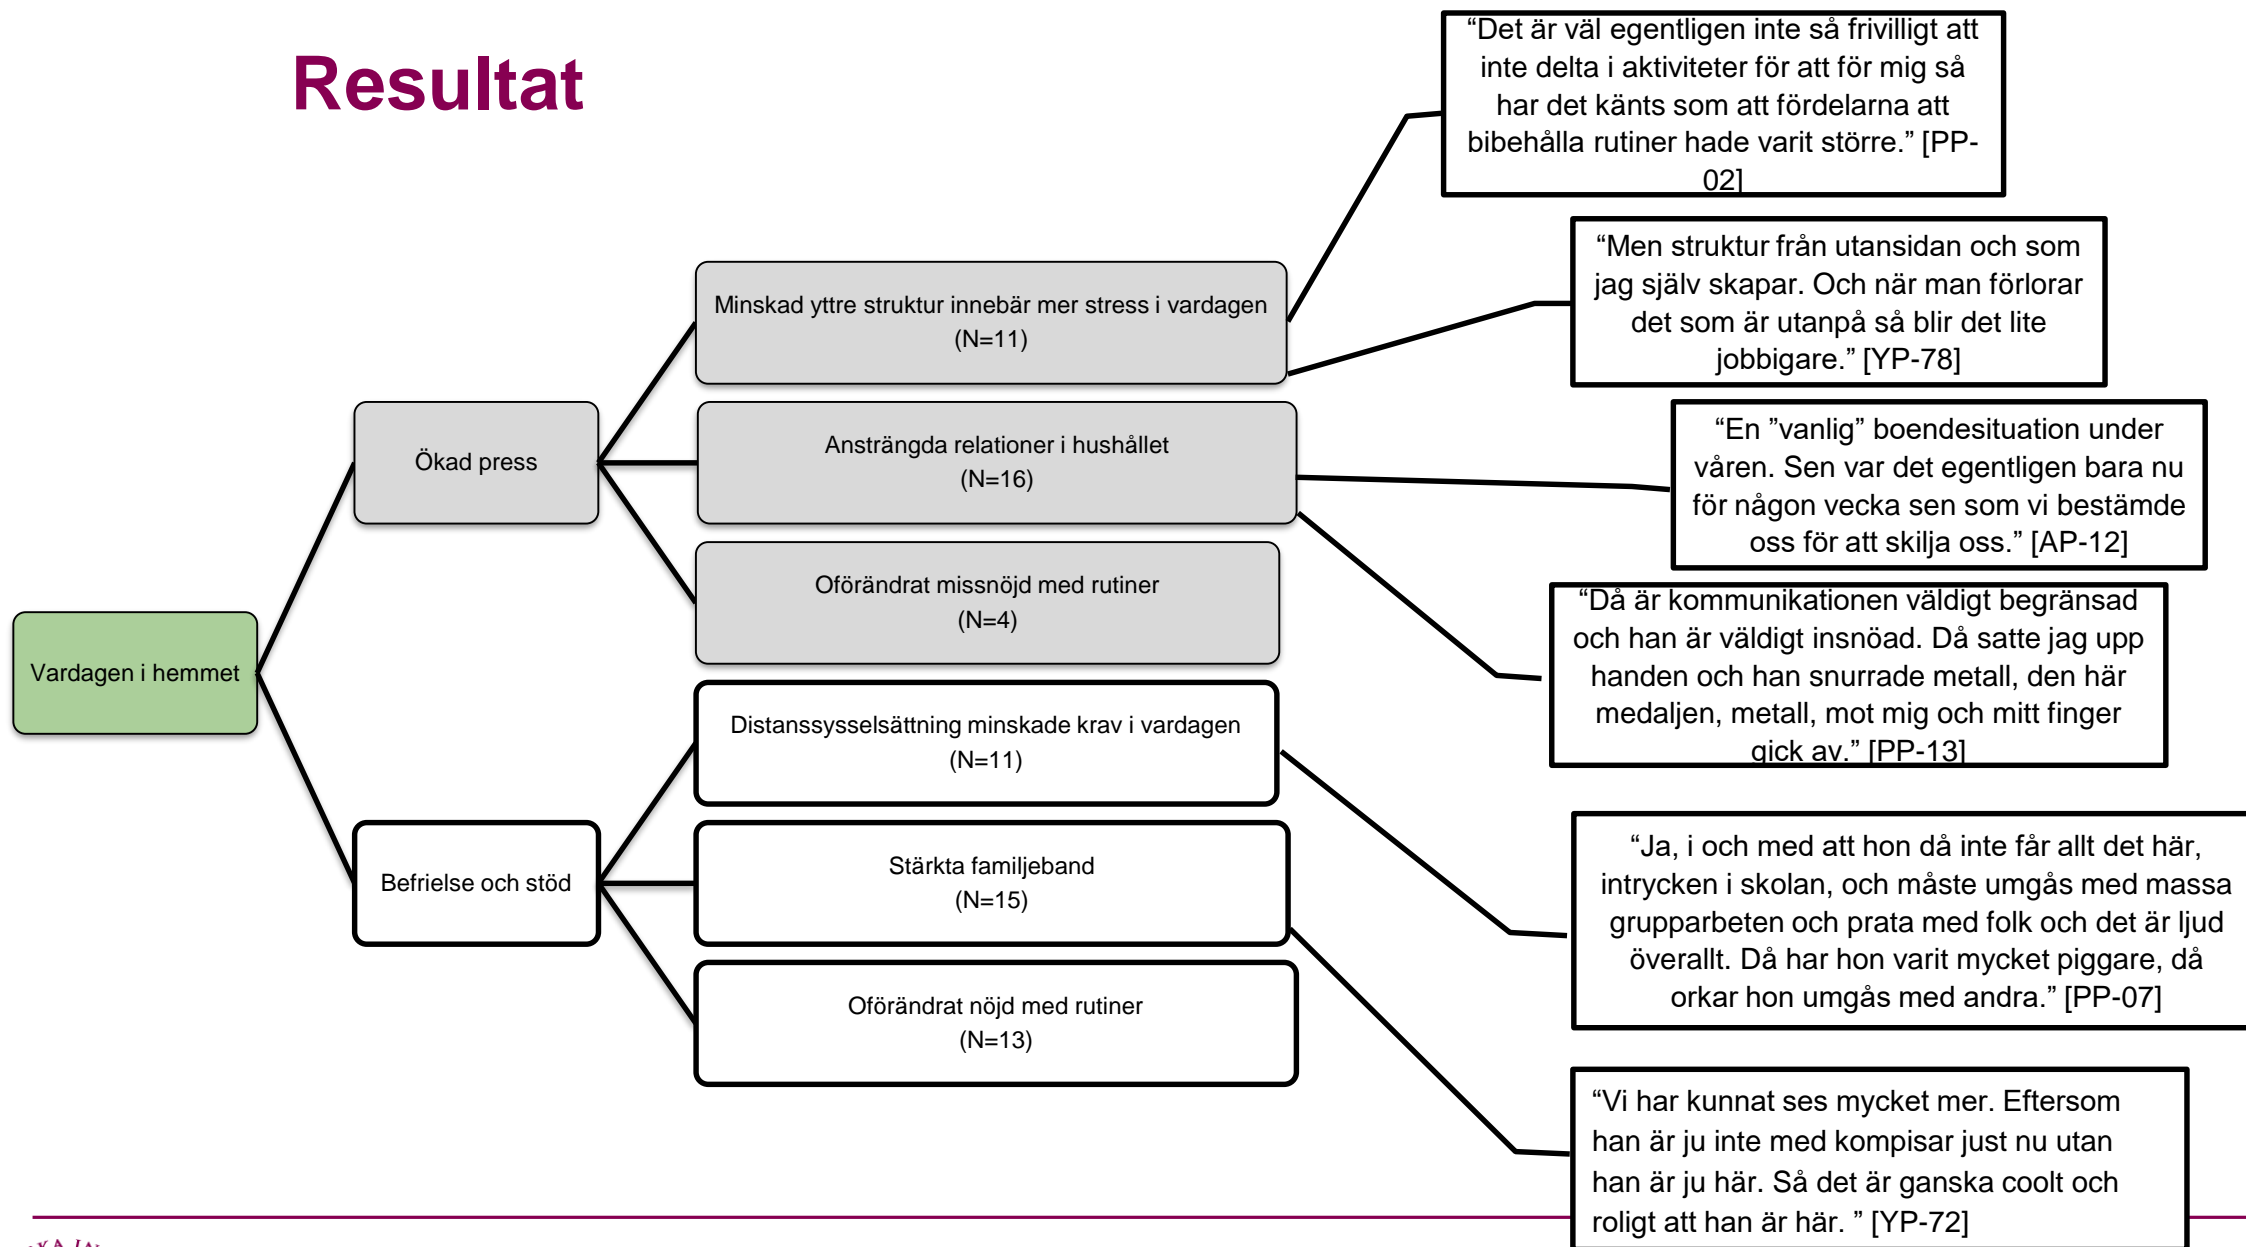 Resultat
“Det är väl egentligen inte så frivilligt att
inte delta i aktiviteter för att för mig så
har det känts som att fördelarna att
bibehålla rutiner hade varit större.” [PP-
02]
“Men struktur från utansidan och som
jag själv skapar. Och när man förlorar
det som är utanpå så blir det lite
jobbigare.” [YP-78]
Minskad yttre struktur innebär mer stress i vardagen
(N=11)
Ökad press
Ansträngda relationer i hushållet
(N=16)
“En ”vanlig” boendesituation under
våren. Sen var det egentligen bara nu
för någon vecka sen som vi bestämde
oss för att skilja oss.” [AP-12]
Oförändrat missnöjd med rutiner
(N=4)
“Då är kommunikationen väldigt begränsad
och han är väldigt insnöad. Då satte jag upp
handen och han snurrade metall, den här
medaljen, metall, mot mig och mitt finger
gick av.” [PP-13]
Vardagen i hemmet
Distanssysselsättning minskade krav i vardagen
(N=11)
Befrielse och stöd
Stärkta familjeband
(N=15)
“Ja, i och med att hon då inte får allt det här,
intrycken i skolan, och måste umgås med massa
grupparbeten och prata med folk och det är ljud
överallt. Då har hon varit mycket piggare, då
orkar hon umgås med andra.” [PP-07]
Oförändrat nöjd med rutiner
(N=13)
“Vi har kunnat ses mycket mer. Eftersom
han är ju inte med kompisar just nu utan
han är ju här. Så det är ganska coolt och
roligt att han är här. ” [YP-72]